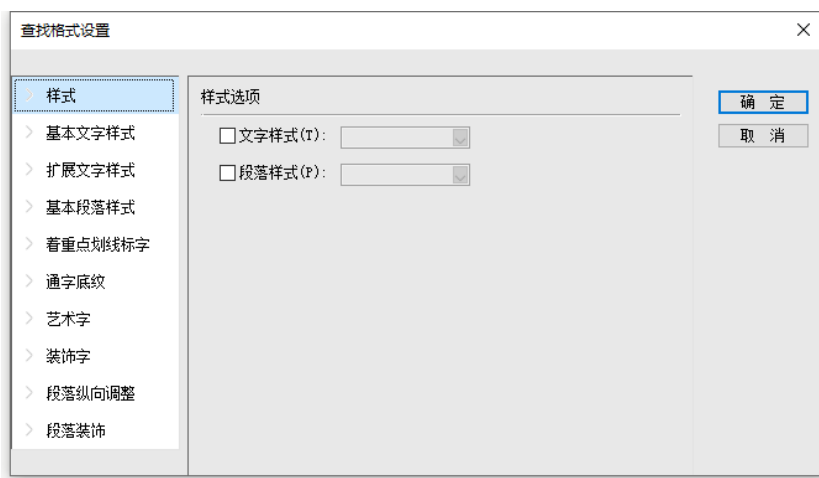 查找格式设置
样式
基本文字样式
扩展文字样式
基本段落样式
着重点划线标字
通字底纹
艺术字
装饰字
段落纵向调整
段落装饰
样式选项
文字样式(T):
段落样式(P):
确 定
取 消